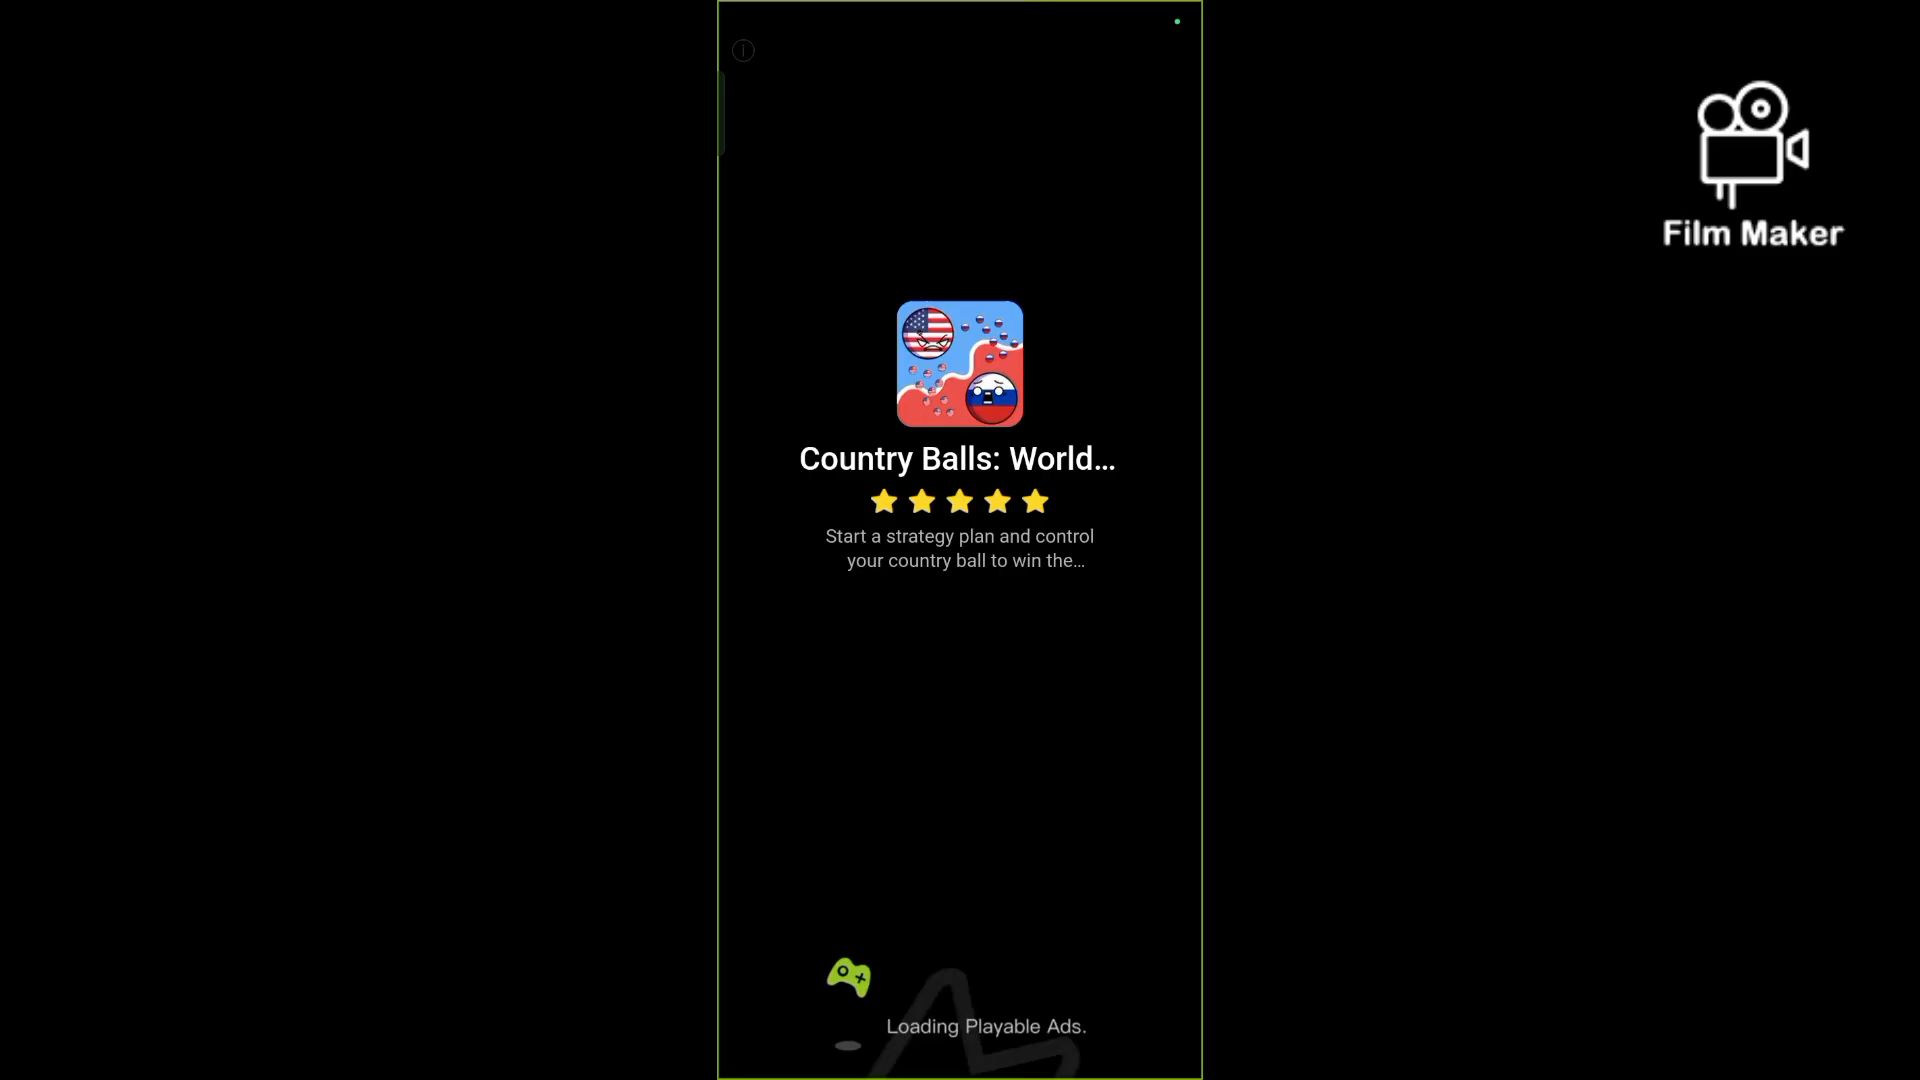 Film Maker
Country Balls: World...
Start a strategy plan and control
your country ball to win the...
Loading Playable Ads.